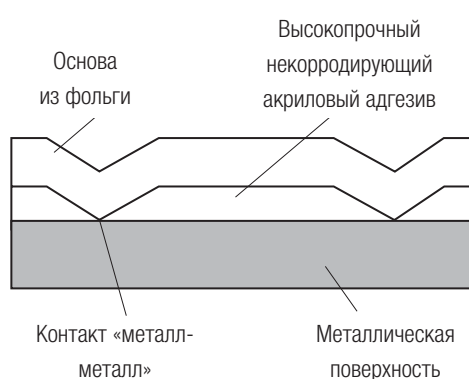 Основа
из фольги
Высокопрочный
некорродирующий
акриловый адгезив
Контакт «металл-
металл»
Металлическая
поверхность